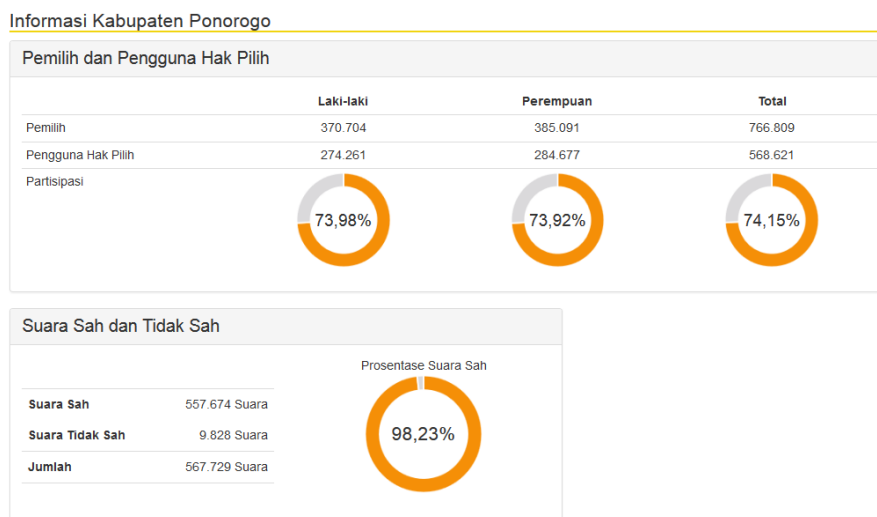 Informasi Kabupaten Ponorogo
Pemilih dan Pengguna Hak Pilih
Laki-laki Perempuan Total
Pemilih 370.704 385.091 766.809
Pengguna Hak Pilih 274.261 284.677 568.621
Partisipasi
73,98% 73,92% 74,15%
Suara Sah dan Tidak Sah
Prosentase Suara Sah
Suara Sah 557.674 Suara
Suara Tidak Sah 9.828 Suara
98,23%
Jumlah 567.729 Suara